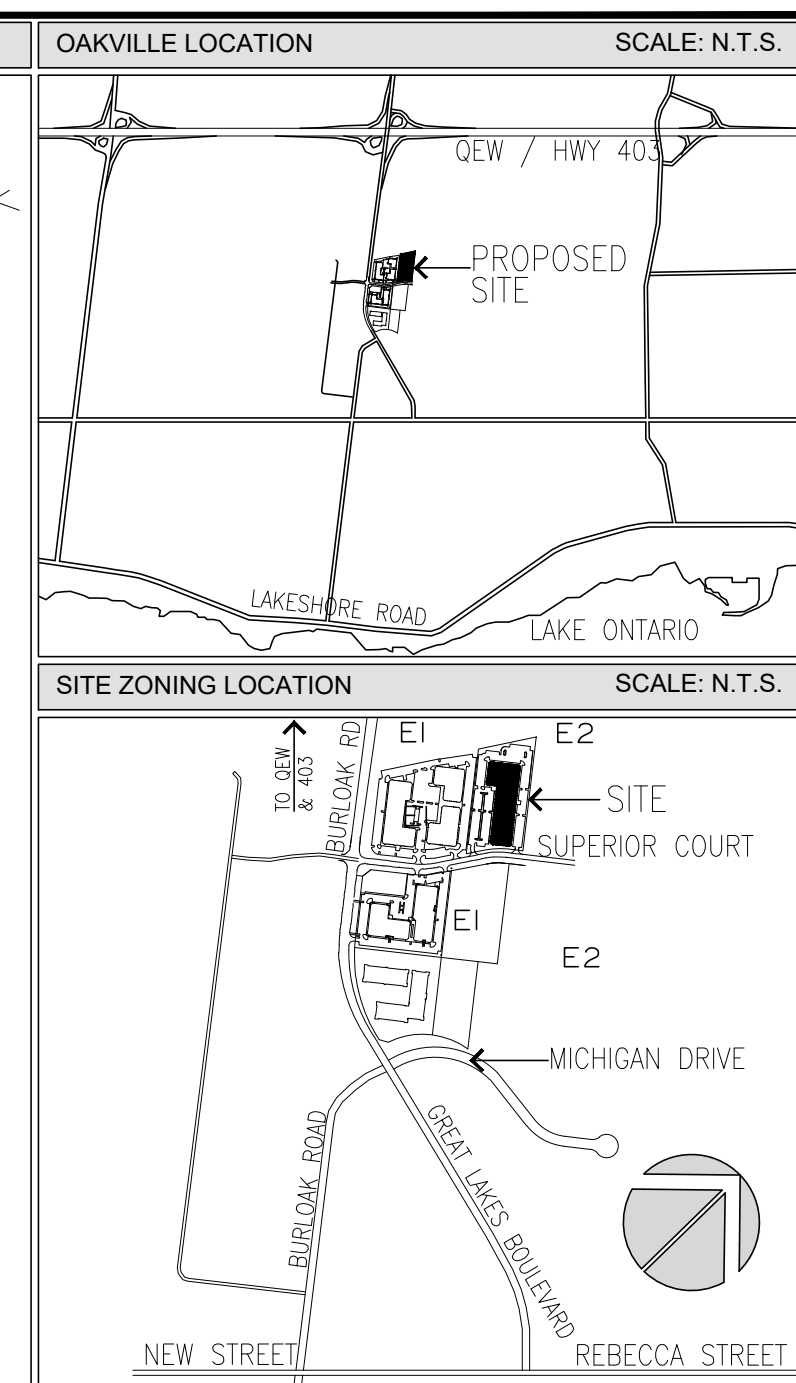 OAKVILLE LOCATION SCALE: N.T.S.
QEW / HWY 403
PROPOSED
SITE
LAKESHORE ROAD
LAKE ONTARIO
SITE ZONING LOCATION SCALE: N.T.S.
TO QEW
& 403
BURLOAK RD
E1
E2
SITE
SUPERIOR COURT
E1
E2
MICHIGAN DRIVE
BURLOAK ROAD
GREAT LAKES BOULEVARD
NEW STREET
REBECCA STREET